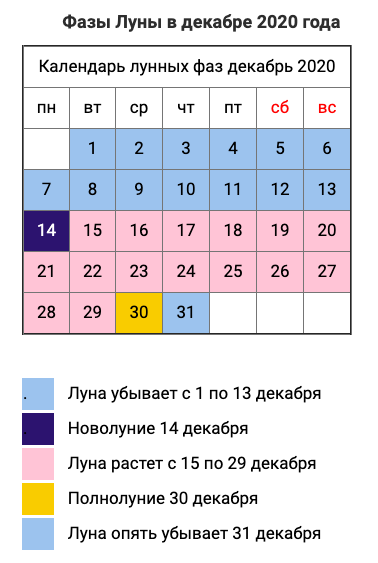 Фазы Луны в декабре 2020 года
Календарь лунных фаз декабрь 2020
пн вт ср чт пт сб вс
1 2 3 4 5 6
7 8 9 10 11 12 13
14 15 16 17 18 19 20
21 22 23 24 25 26 27
28 29 30 31
. Луна убывает с 1 по 13 декабря
. Новолуние 14 декабря
Луна растет с 15 по 29 декабря
Полнолуние 30 декабря
Луна опять убывает 31 декабря